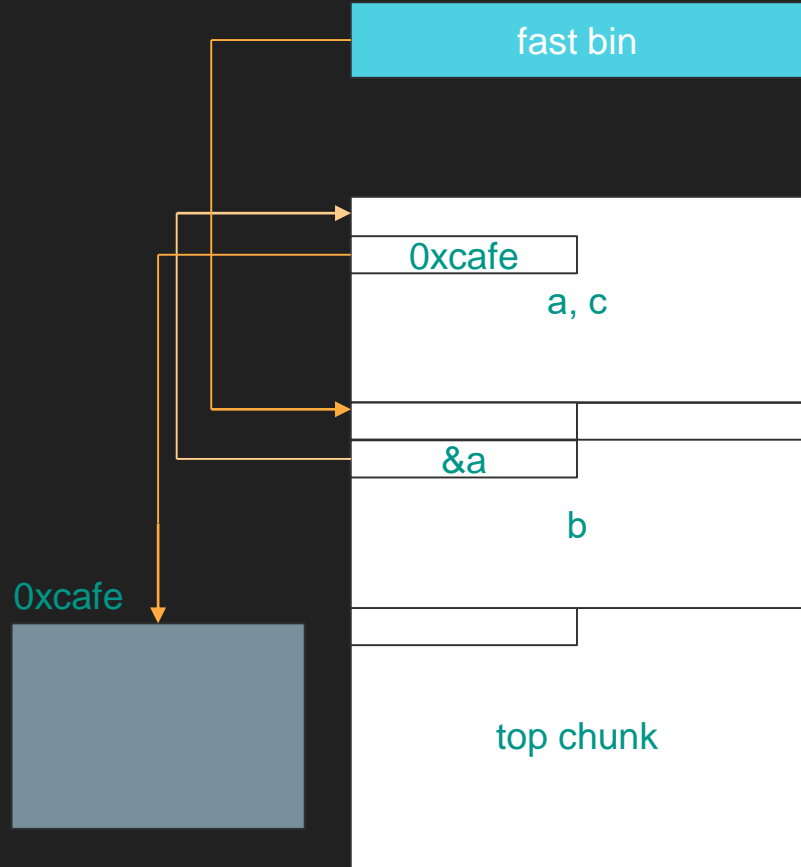 fast bin
0xcafe
a, c
&a
b
0xcafe
top chunk